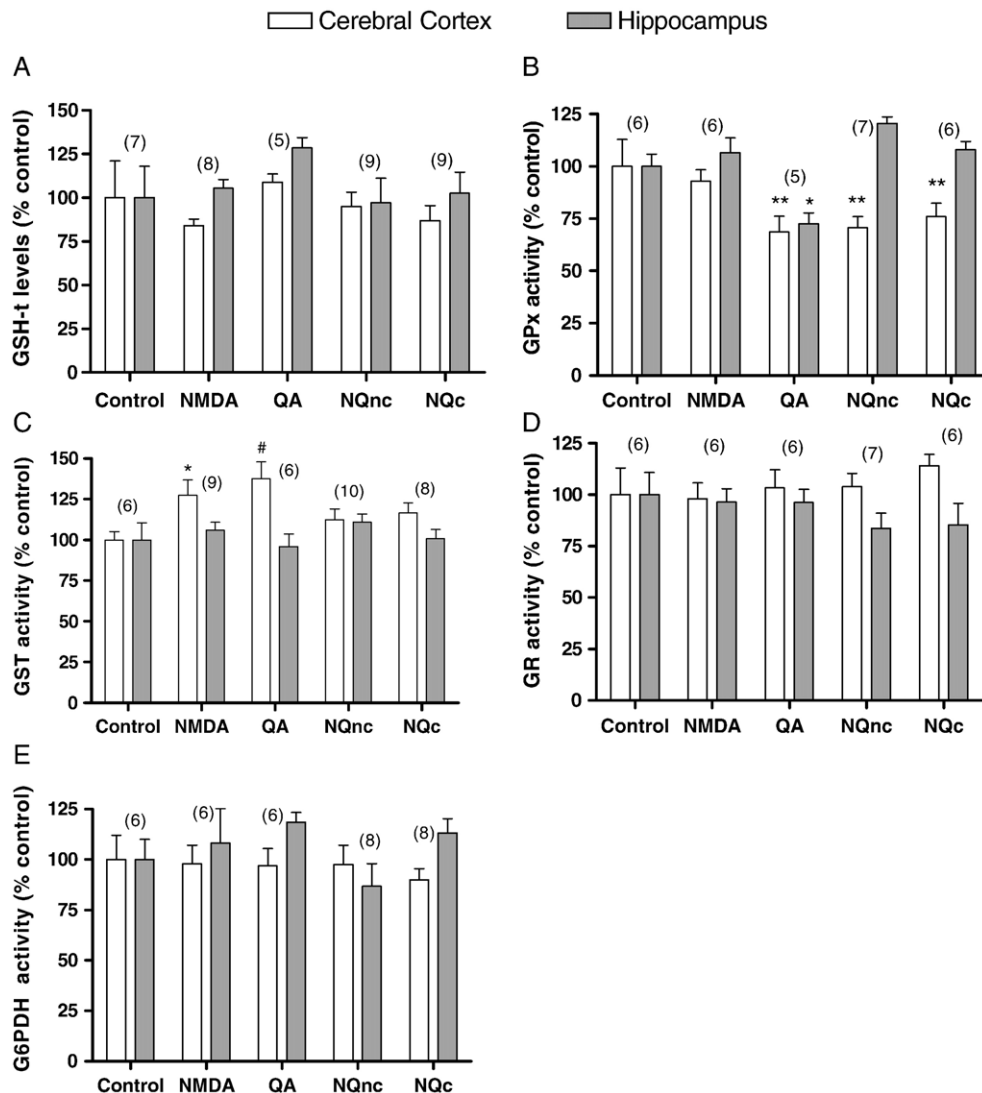 Cerebral Cortex Hippocampus
A
GSH-t levels (% control)
150
125
100
75
50
25
0
(7) (8) (5) (9) (9)
Control NMDA QA NQnc NQc
B
GPx activity (% control)
125
100
75
50
25
0
(6) (6) (5) (7) (6)
** * ** **
Control NMDA QA NQnc NQc
C
GST activity (% control)
150
125
100
75
50
25
0
(6) (9) (6) (10) (8)
* #
Control NMDA QA NQnc NQc
D
GR activity (% control)
125
100
75
50
25
0
(6) (6) (6) (7) (6)
Control NMDA QA NQnc NQc
E
G6PDH activity (% control)
125
100
75
50
25
0
(6) (6) (6) (8) (8)
Control NMDA QA NQnc NQc